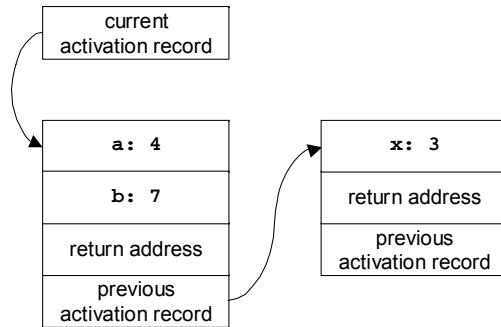 current
activation record
a: 4
b: 7
return address
previous
activation record
x: 3
return address
previous
activation record